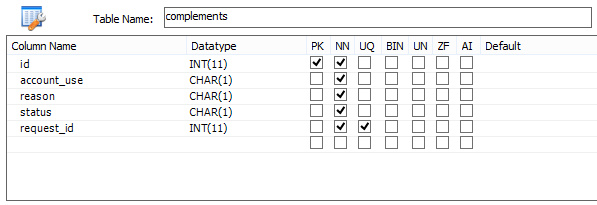 Table Name: complements
Column Name Datatype PK NN UQ BIN UN ZF AI Default
id INT(11)
account_use CHAR(1)
reason CHAR(1)
status CHAR(1)
request_id INT(11)